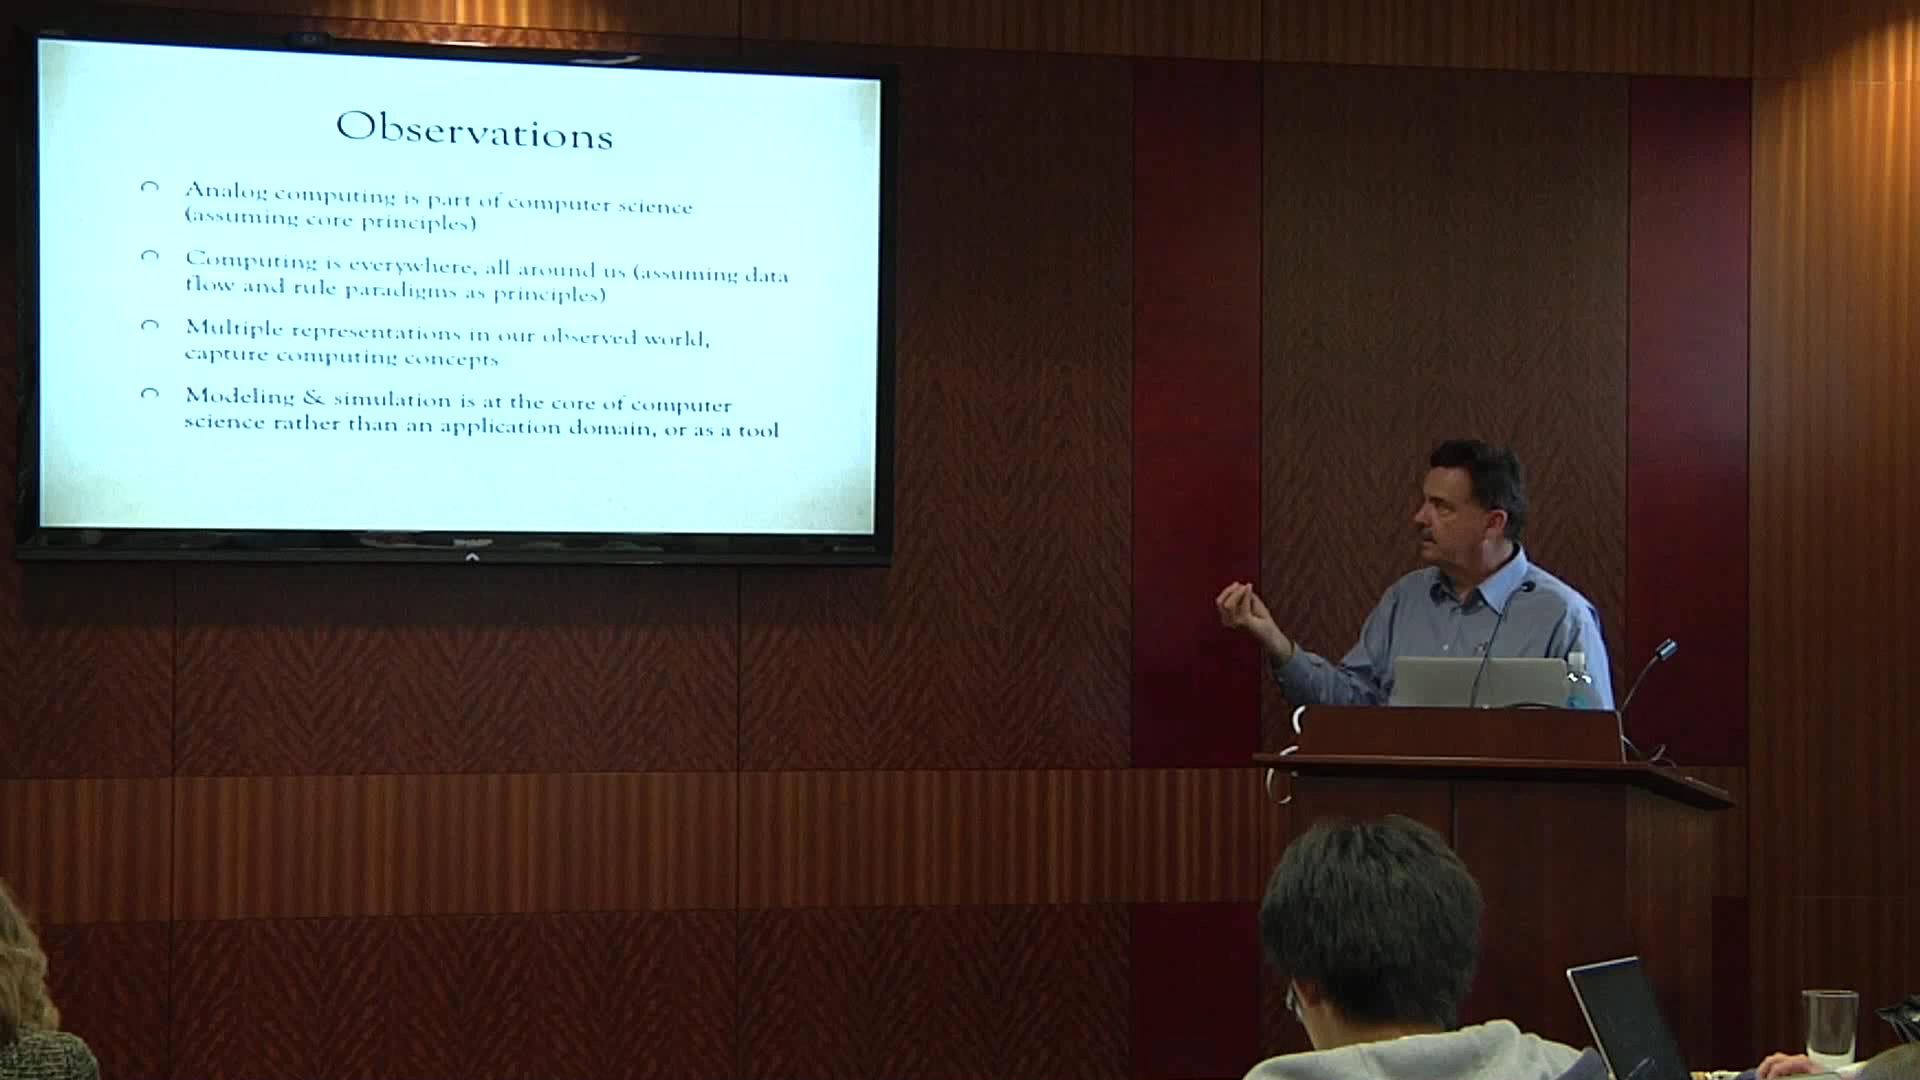 Observations
Analog computing is part of computer science
(assuming core principles)
Computing is everywhere, all around us (assuming data
flow and rule paradigms as principles)
Multiple representations in our observed world,
capture computing concepts
Modeling & simulation is at the core of computer
science rather than an application domain, or as a tool
SHARP